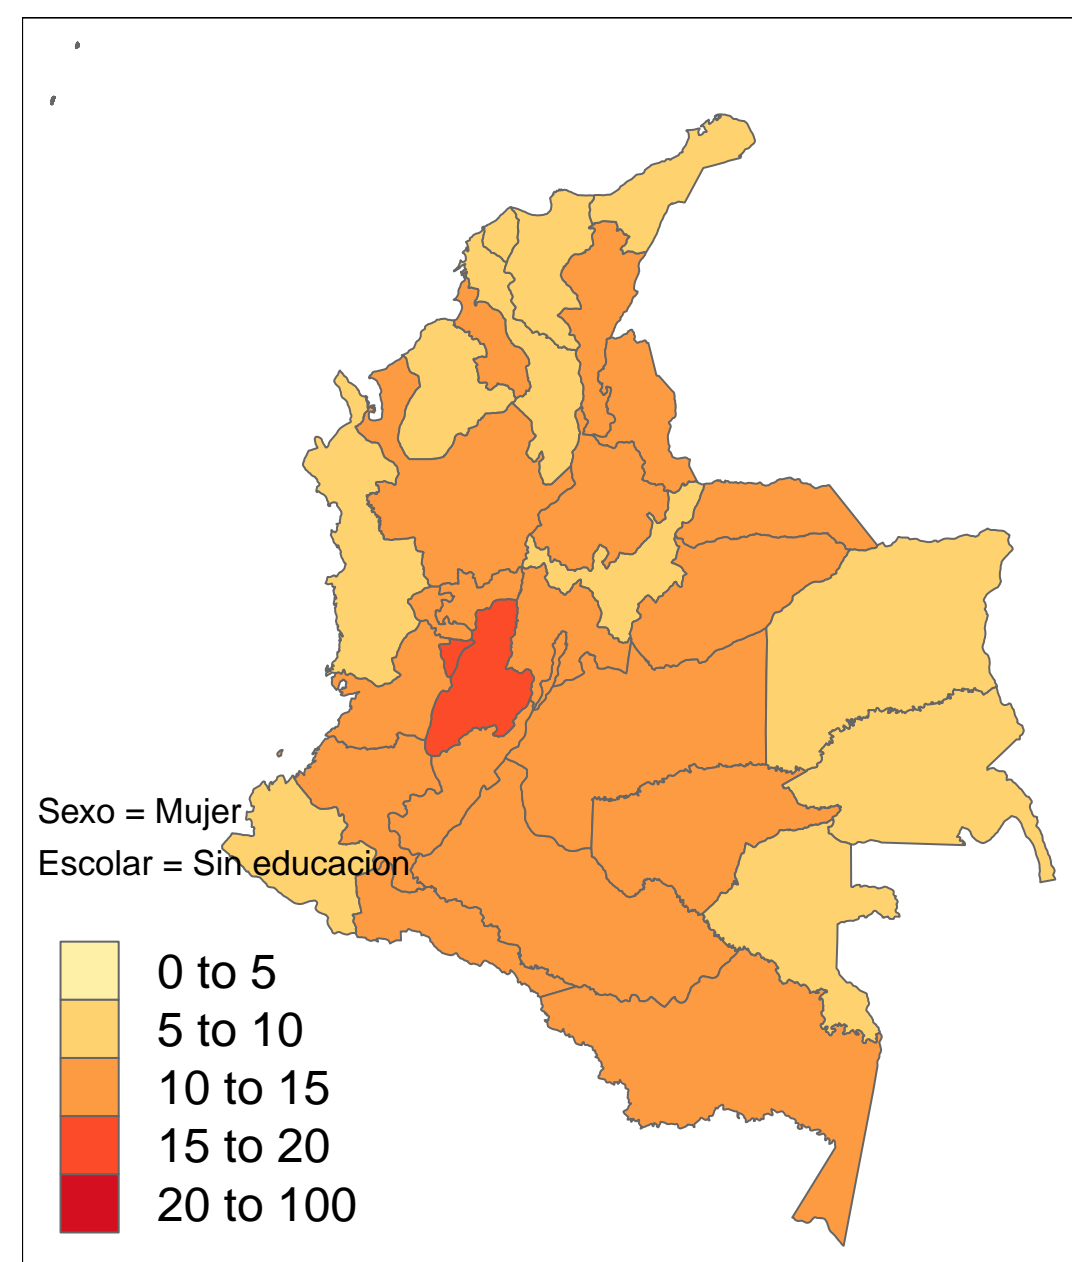 Sexo = Mujer
Escolar = Sin educacion
0 to 5
5 to 10
10 to 15
15 to 20
20 to 100